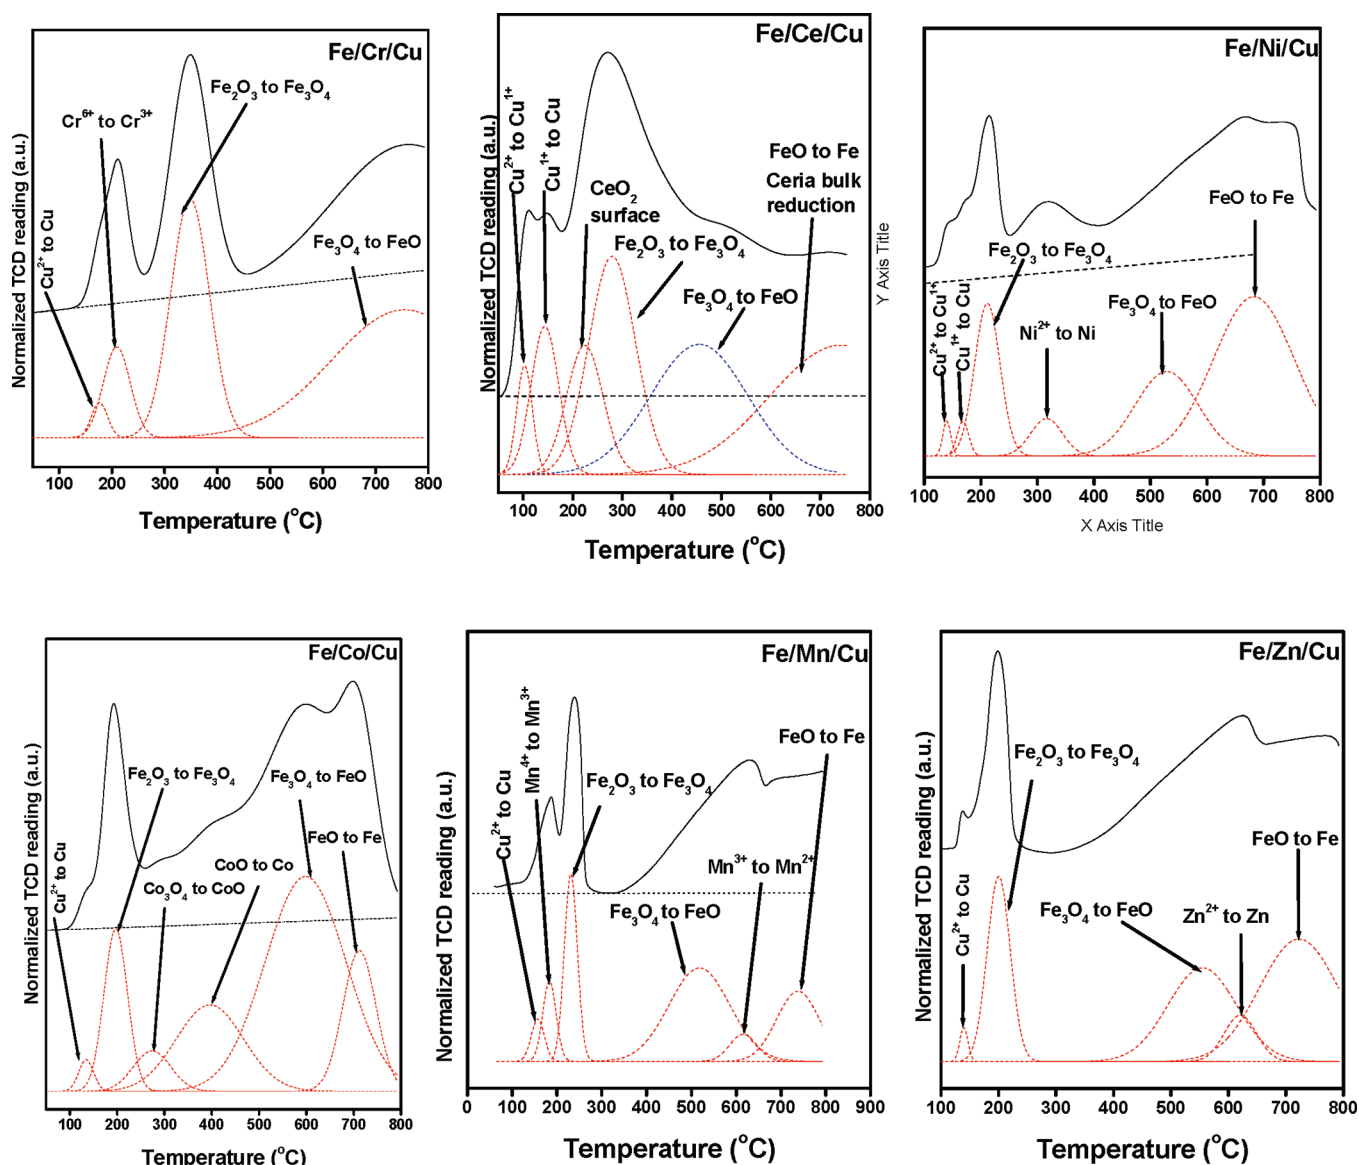 Fe/Cr/Cu
Fe₂O₃ to Fe₃O₄
Cr⁶⁺ to Cr³⁺
Cu²⁺ to Cu
Fe₃O₄ to FeO
Normalized TCD reading (a.u.)
100 200 300 400 500 600 700 800
Temperature (°C)
Fe/Ce/Cu
Cu²⁺ to Cu¹⁺
Cu¹⁺ to Cu
CeO₂
surface
FeO to Fe
Ceria bulk
reduction
Fe₂O₃ to Fe₃O₄
Fe₃O₄ to FeO
Normalized TCD reading (a.u.)
100 200 300 400 500 600 700 800
Temperature (°C)
Y Axis Title
Fe/Ni/Cu
FeO to Fe
Fe₂O₃ to Fe₃O₄
Cu²⁺ to Cu¹⁺
Cu¹⁺ to Cu
Ni²⁺ to Ni
Fe₃O₄ to FeO
100 200 300 400 500 600 700 800
X Axis Title
Fe/Co/Cu
Fe₂O₃ to Fe₃O₄
Fe₃O₄ to FeO
FeO to Fe
Cu²⁺ to Cu
CoO to Co
Co₃O₄ to CoO
Normalized TCD reading (a.u.)
100 200 300 400 500 600 700 800
Temperature (°C)
Fe/Mn/Cu
Cu²⁺ to Cu
Mn⁴⁺ to Mn³⁺
FeO to Fe
Fe₂O₃ to Fe₃O₄
Mn³⁺ to Mn²⁺
Fe₃O₄ to FeO
Normalized TCD reading (a.u.)
0 100 200 300 400 500 600 700 800 900
Temperature (°C)
Fe/Zn/Cu
Fe₂O₃ to Fe₃O₄
FeO to Fe
Cu²⁺ to Cu
Fe₃O₄ to FeO
Zn²⁺ to Zn
Normalized TCD reading (a.u.)
100 200 300 400 500 600 700 800
Temperature (°C)